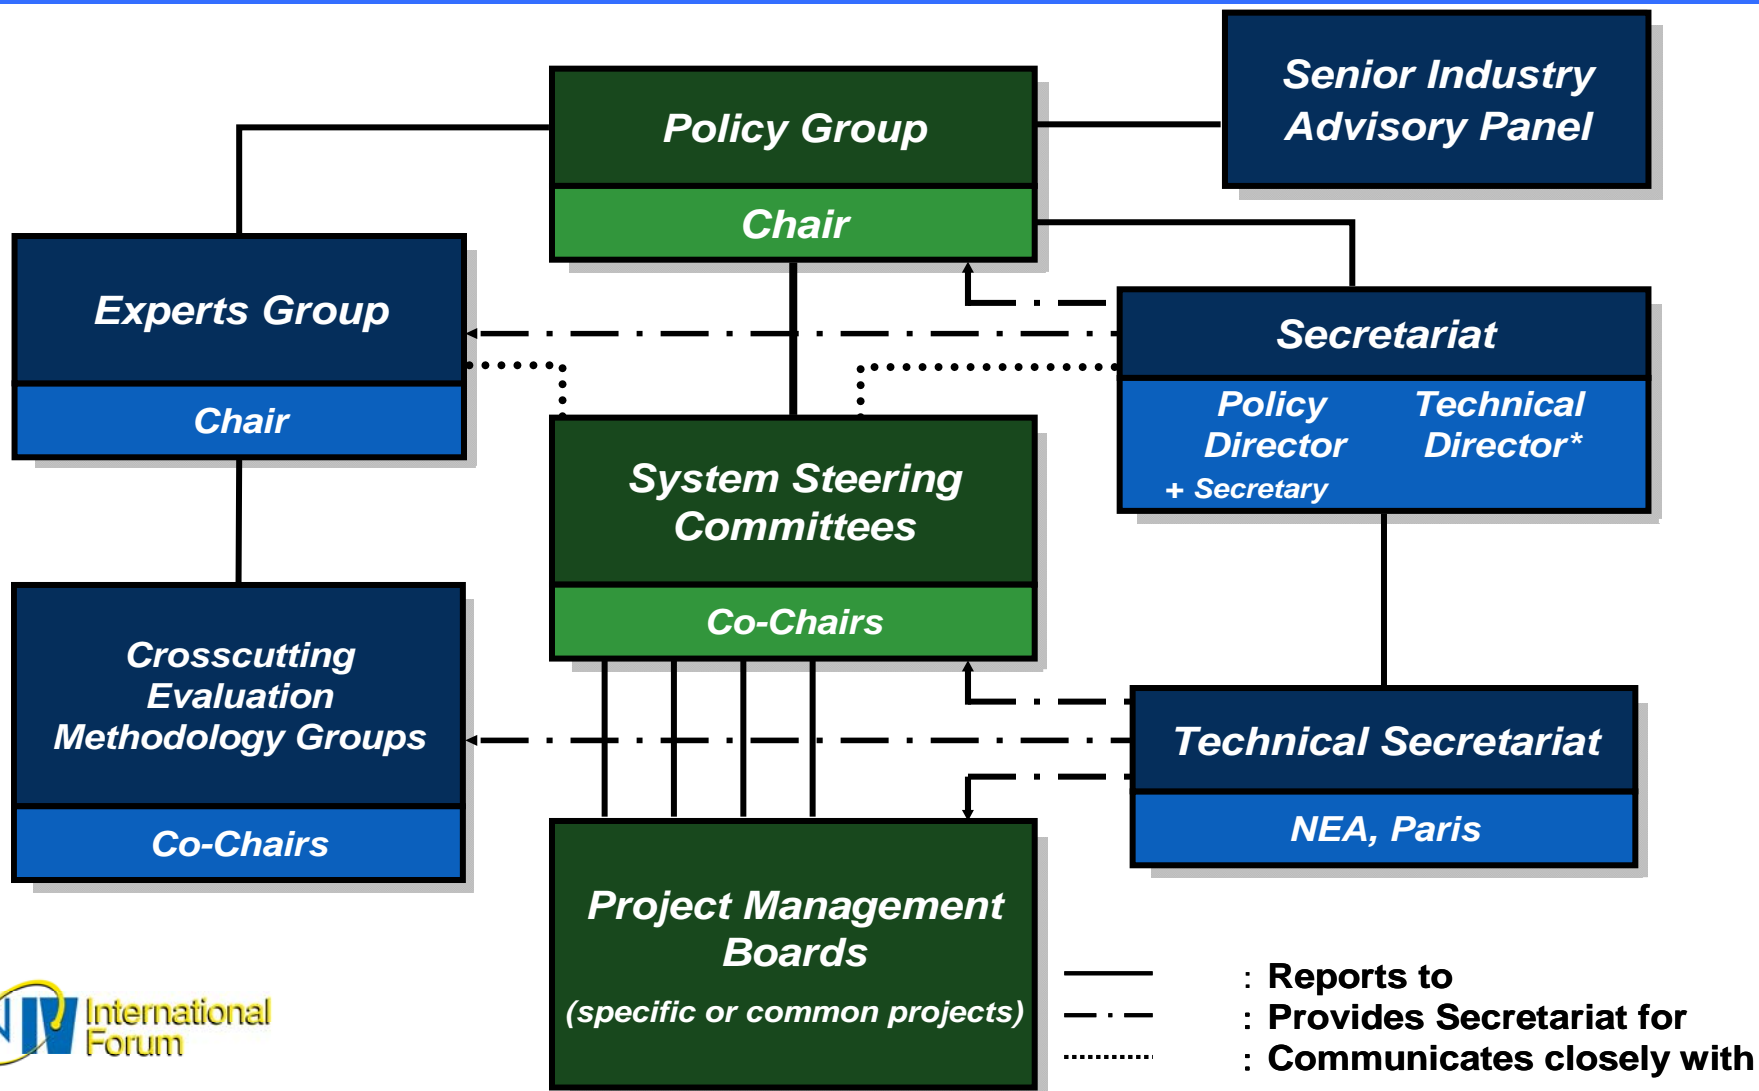 Senior Industry
Advisory Panel
Policy Group
Chair
Experts Group
Chair
Secretariat
Policy Director
+ Secretary
Technical Director*
System Steering
Committees
Co-Chairs
Crosscutting
Evaluation
Methodology Groups
Co-Chairs
Technical Secretariat
NEA, Paris
Project Management
Boards
(specific or common projects)
IV International
Forum
: Reports to
: Provides Secretariat for
: Communicates closely with